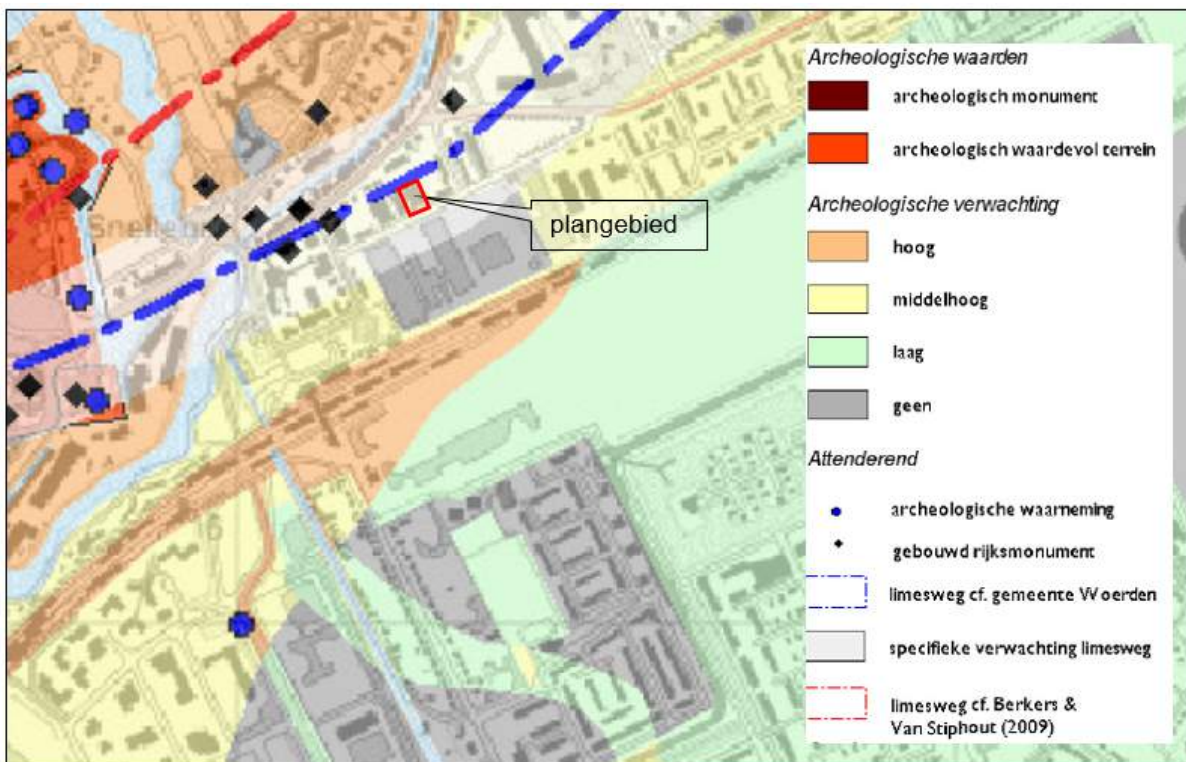 Archeologische waarden
archeologisch monument
archeologisch waardevol terrein
Archeologische verwachting
hoog
middelhoog
laag
geen
Attenderend
archeologische waarneming
gebouwd rijksmonument
limesweg cf. gemeente Woerden
specifieke verwachting limesweg
limesweg cf. Berkers &
Van Stiphout (2009)
plangebied